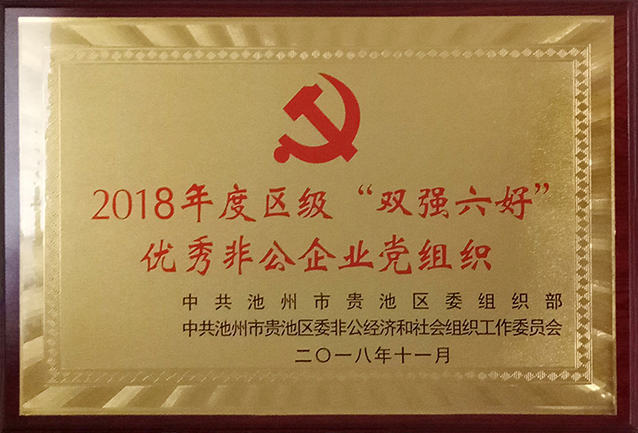 2018年度区级“双强六好”
优秀非公企业党组织
中共池州市贵池区委组织部
中共池州市贵池区委非公经济和社会组织工作委员会
二〇一八年十一月